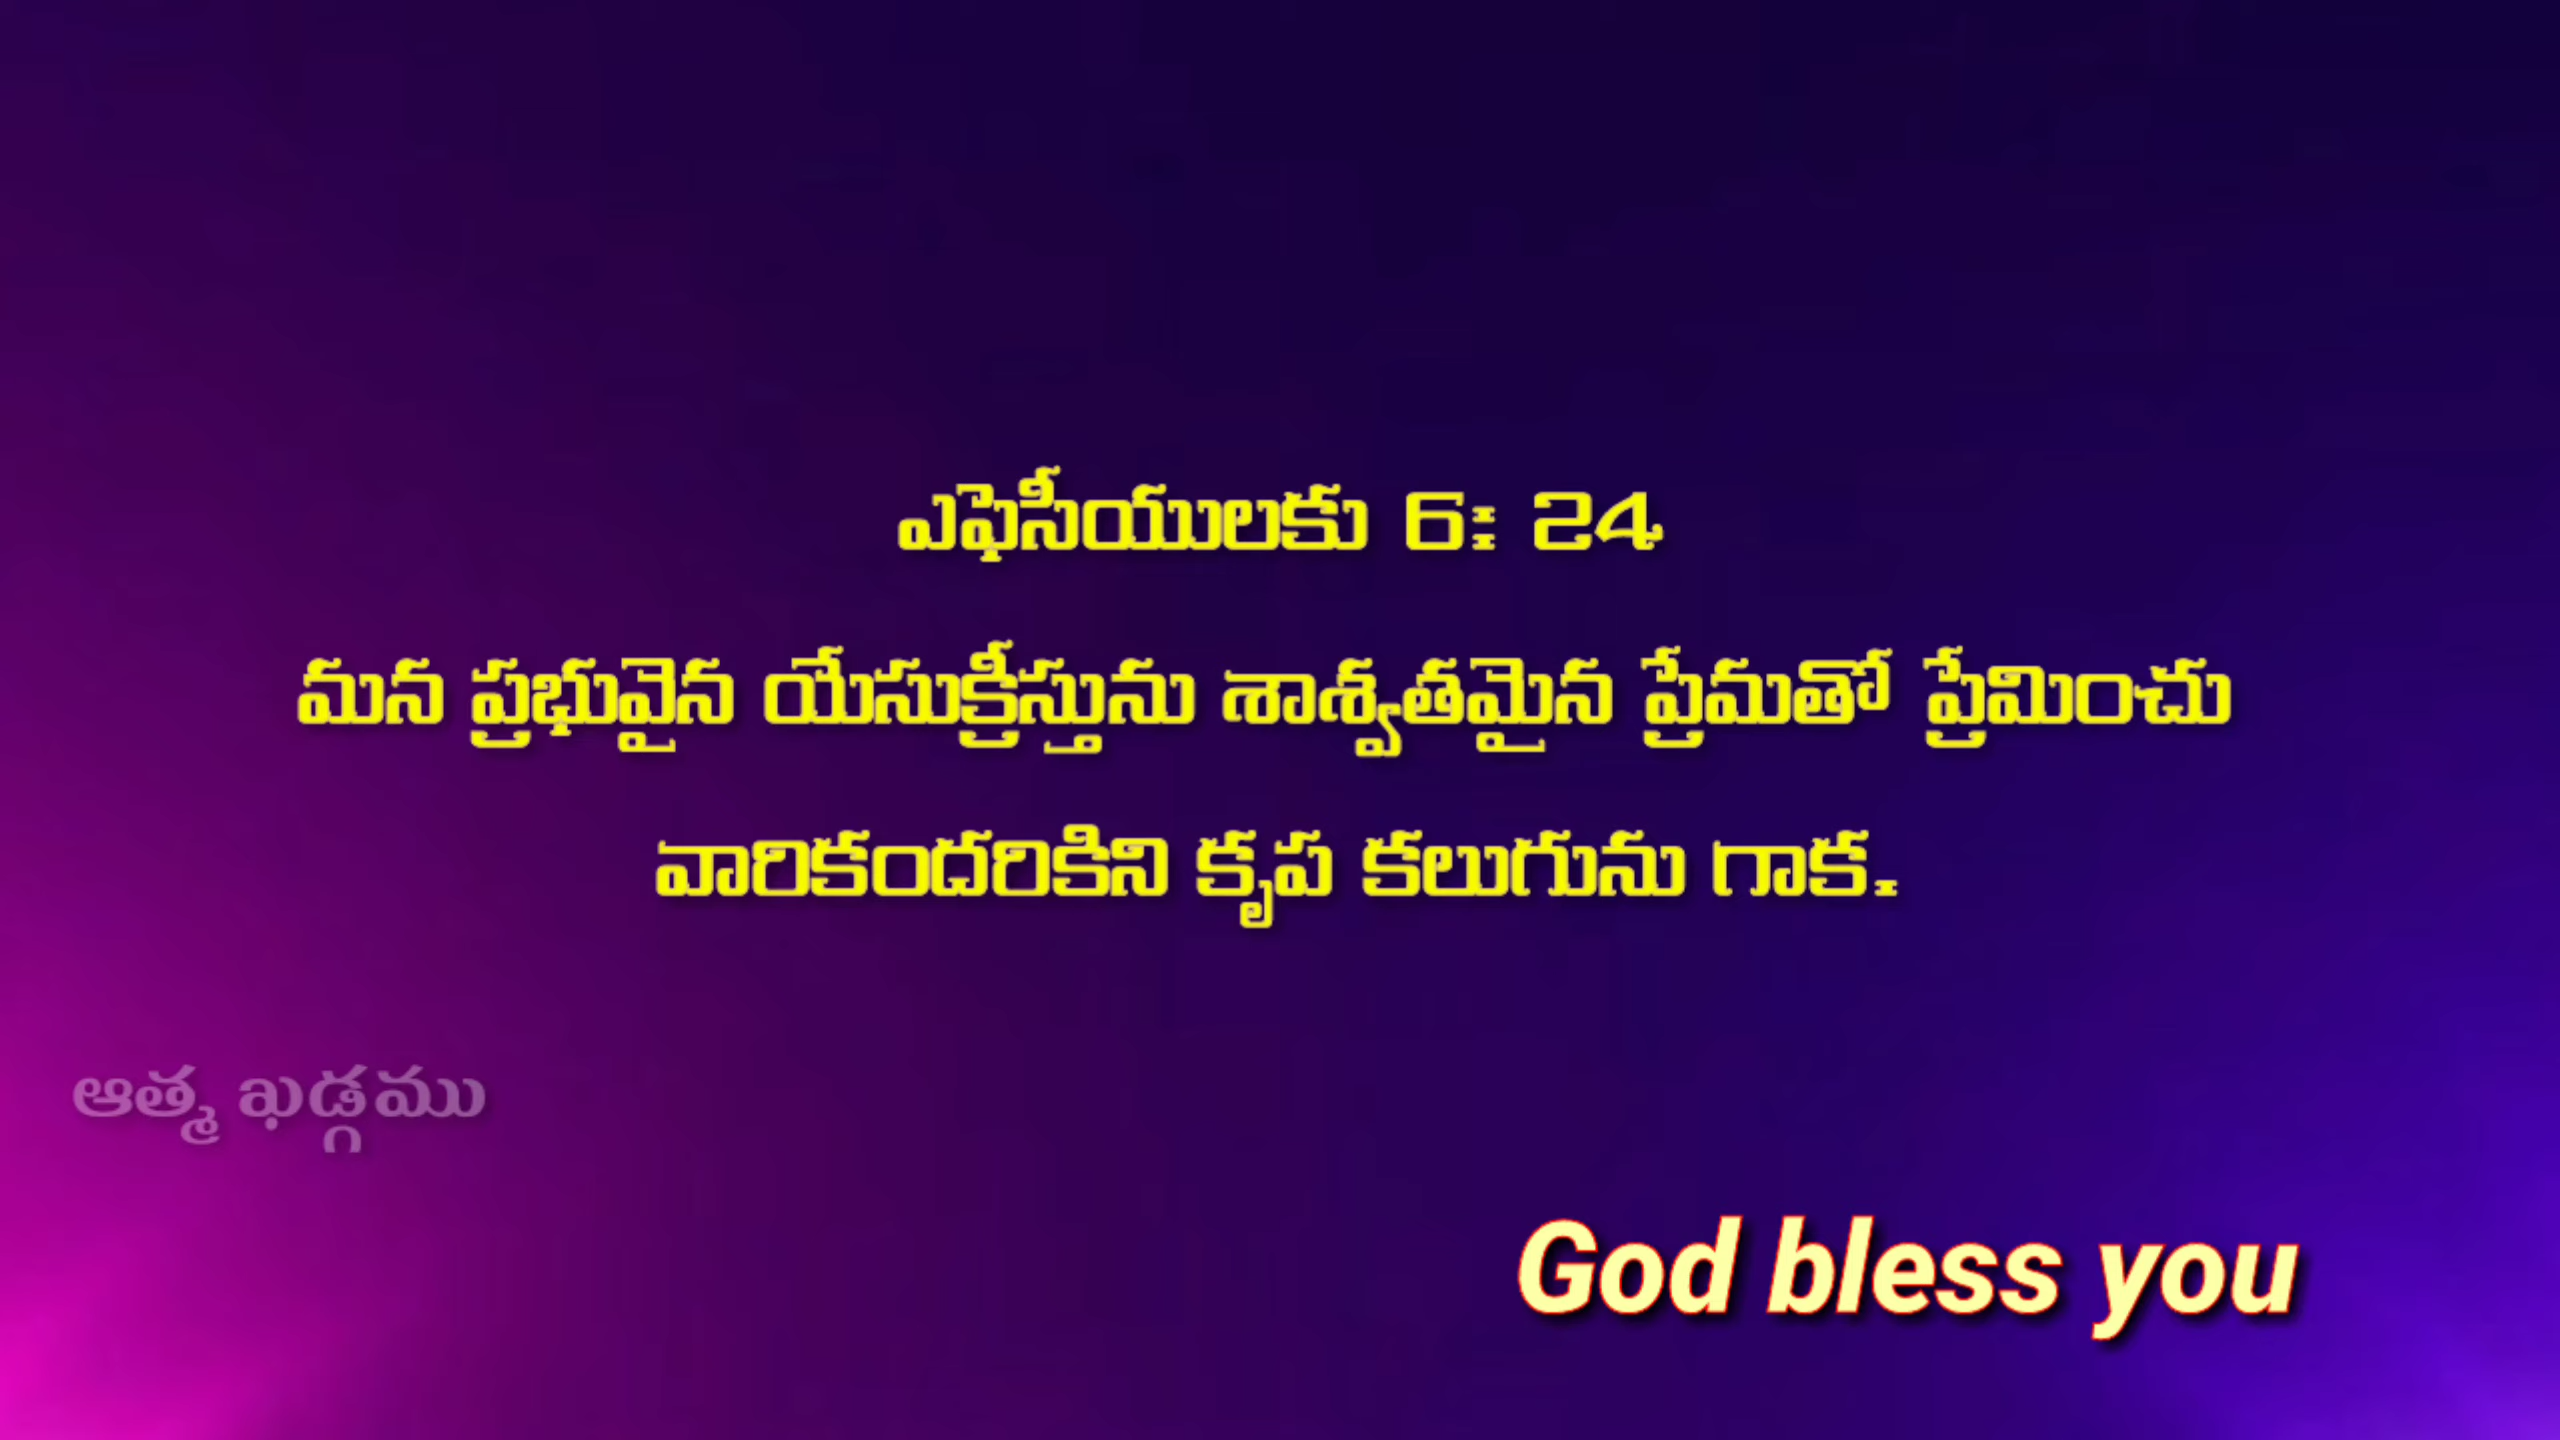 ఎఫెసీయులకు 6: 24
మన ప్రభువైన యేసుక్రీస్తును శాశ్వతమైన ప్రేమతో ప్రేమించు
వారికందరికిని కృప కలుగును గాక.
ఆత్మ ఖడ్గము
God bless you